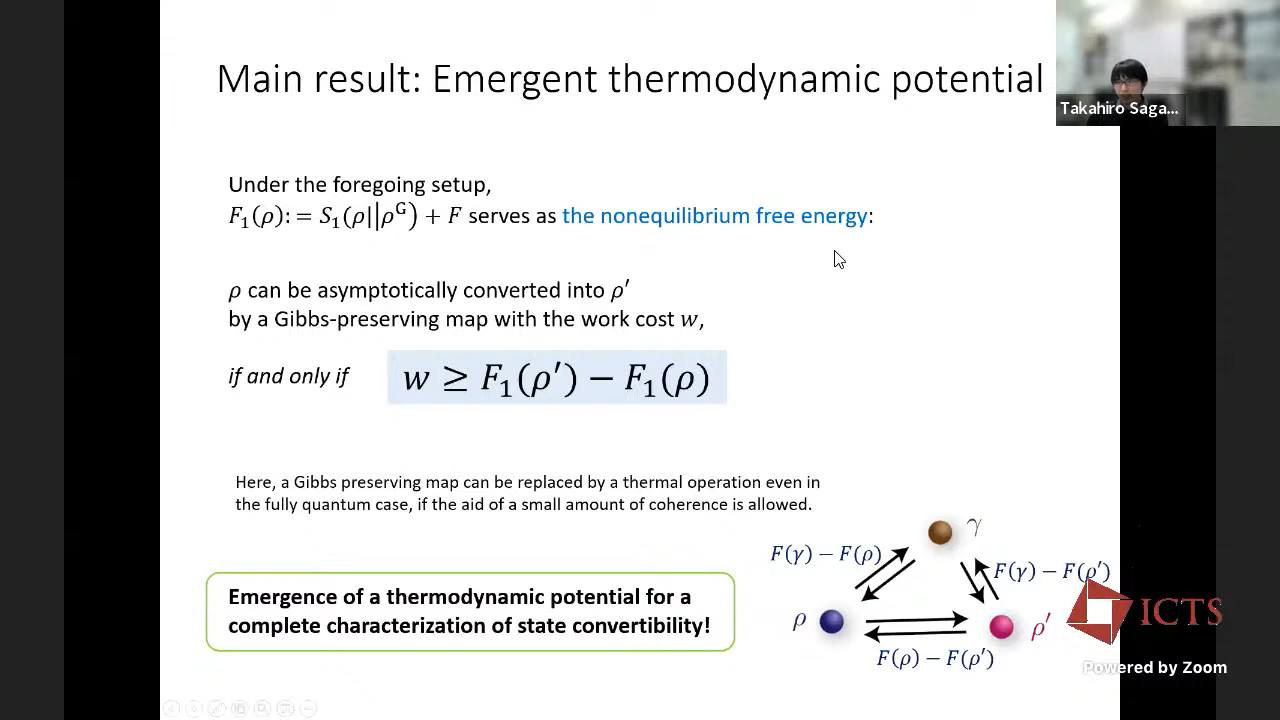 Main result: Emergent thermodynamic potential
Takahiro Saga...
Under the foregoing setup,
F₁(ρ): = S₁(ρ||ρᴳ) + F serves as the nonequilibrium free energy:
ρ can be asymptotically converted into ρ′
by a Gibbs-preserving map with the work cost w,
if and only if w ≥ F₁(ρ′) − F₁(ρ)
Here, a Gibbs preserving map can be replaced by a thermal operation even in
the fully quantum case, if the aid of a small amount of coherence is allowed.
γ
F(γ) − F(ρ)
F(γ) − F(ρ′)
Emergence of a thermodynamic potential for a
complete characterization of state convertibility!
ρ
ρ′
F(ρ) − F(ρ′)
ICTS
Powered by Zoom